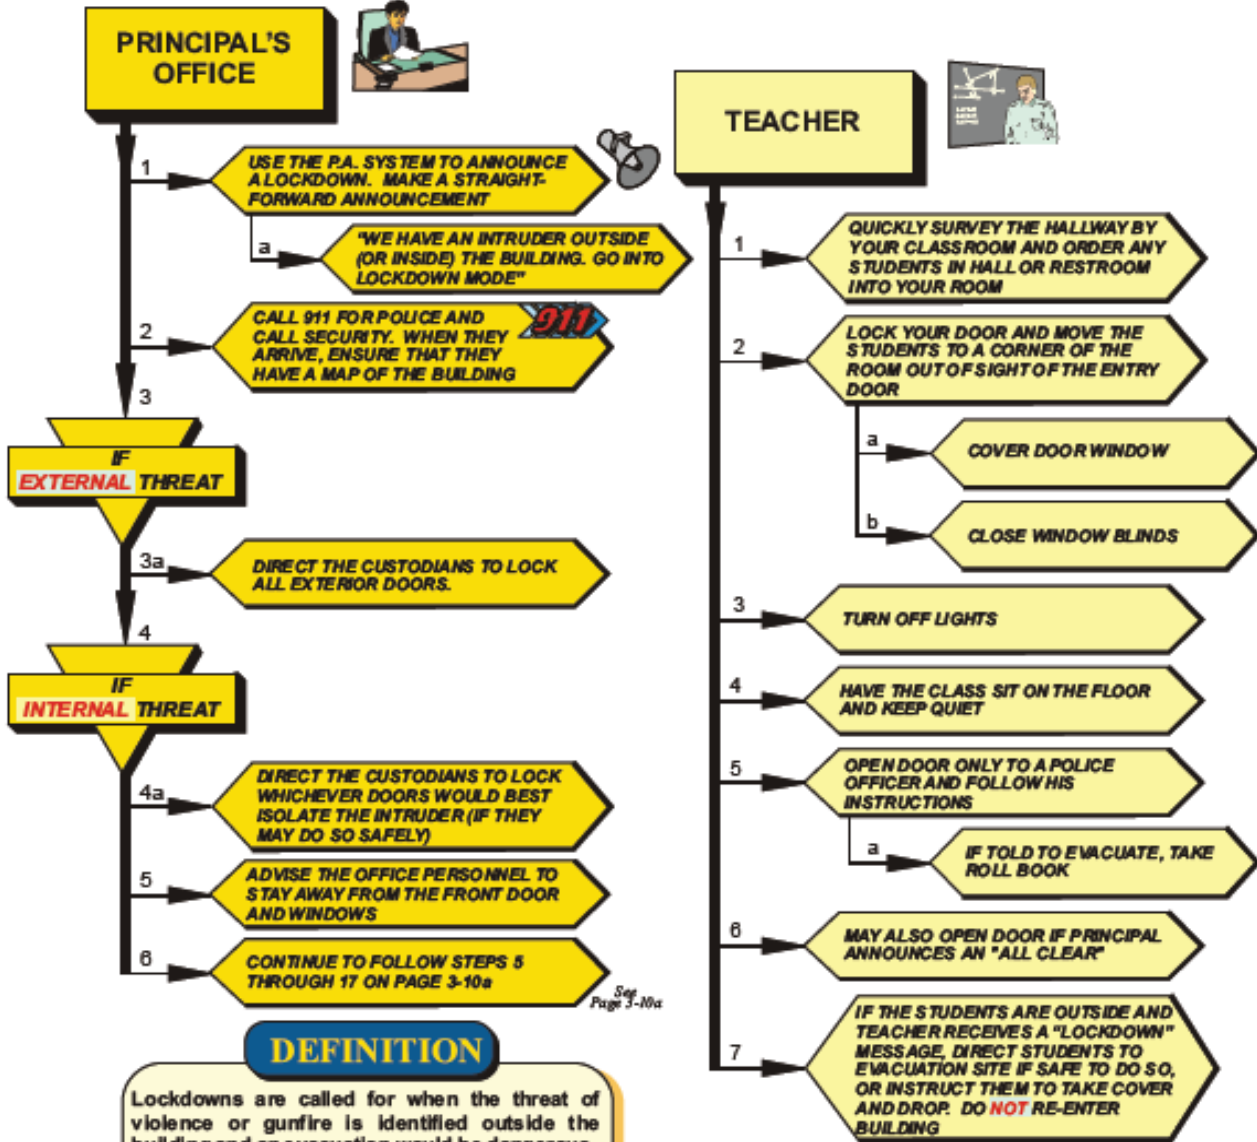 PRINCIPAL'S
OFFICE
1
USE THE P.A. SYSTEM TO ANNOUNCE
A LOCKDOWN. MAKE A STRAIGHT-
FORWARD ANNOUNCEMENT
a
"WE HAVE AN INTRUDER OUTSIDE
(OR INSIDE) THE BUILDING. GO INTO
LOCKDOWN MODE"
2
CALL 911 FOR POLICE AND
CALL SECURITY. WHEN THEY
ARRIVE, ENSURE THAT THEY
HAVE A MAP OF THE BUILDING
911
3
IF
EXTERNAL THREAT
3a
DIRECT THE CUSTODIANS TO LOCK
ALL EXTERIOR DOORS.
4
IF
INTERNAL THREAT
4a
DIRECT THE CUSTODIANS TO LOCK
WHICHEVER DOORS WOULD BEST
ISOLATE THE INTRUDER (IF THEY
MAY DO SO SAFELY)
5
ADVISE THE OFFICE PERSONNEL TO
STAY AWAY FROM THE FRONT DOOR
AND WINDOWS
6
CONTINUE TO FOLLOW STEPS 5
THROUGH 17 ON PAGE 3-10a
See
Page 3-10a
DEFINITION
Lockdowns are called for when the threat of
violence or gunfire is identified outside the
building and an evacuation would be dangerous.
TEACHER
1
QUICKLY SURVEY THE HALLWAY BY
YOUR CLASSROOM AND ORDER ANY
STUDENTS IN HALL OR RESTROOM
INTO YOUR ROOM
2
LOCK YOUR DOOR AND MOVE THE
STUDENTS TO A CORNER OF THE
ROOM OUT OF SIGHT OF THE ENTRY
DOOR
a
COVER DOOR WINDOW
b
CLOSE WINDOW BLINDS
3
TURN OFF LIGHTS
4
HAVE THE CLASS SIT ON THE FLOOR
AND KEEP QUIET
5
OPEN DOOR ONLY TO A POLICE
OFFICER AND FOLLOW HIS
INSTRUCTIONS
a
IF TOLD TO EVACUATE, TAKE
ROLL BOOK
6
MAY ALSO OPEN DOOR IF PRINCIPAL
ANNOUNCES AN "ALL CLEAR"
7
IF THE STUDENTS ARE OUTSIDE AND
TEACHER RECEIVES A "LOCKDOWN"
MESSAGE, DIRECT STUDENTS TO
EVACUATION SITE IF SAFE TO DO SO,
OR INSTRUCT THEM TO TAKE COVER
AND DROP. DO NOT RE-ENTER
BUILDING